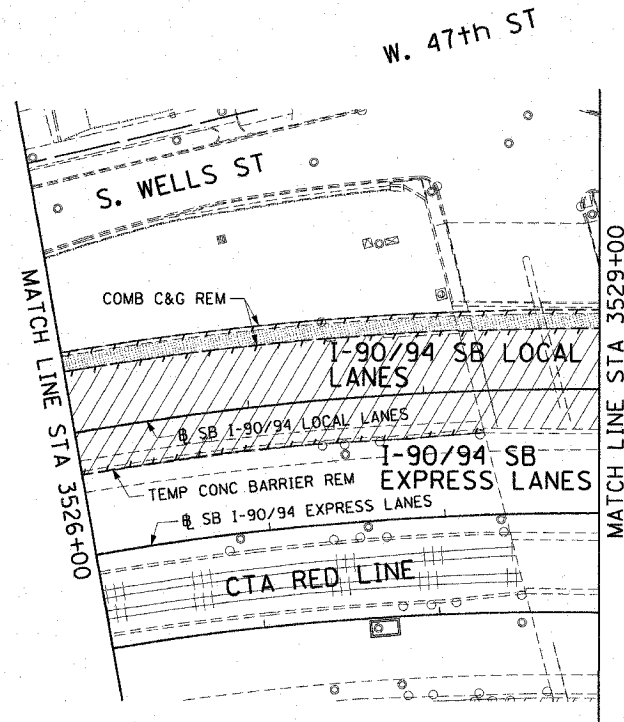 W. 47th ST
S. WELLS ST
COMB C&G REM
MATCH LINE STA 3526+00
MATCH LINE STA 3529+00
I-90/94 SB LOCAL
LANES
℄ SB I-90/94 LOCAL LANES
I-90/94 SB
EXPRESS LANES
TEMP CONC BARRIER REM
℄ SB I-90/94 EXPRESS LANES
CTA RED LINE